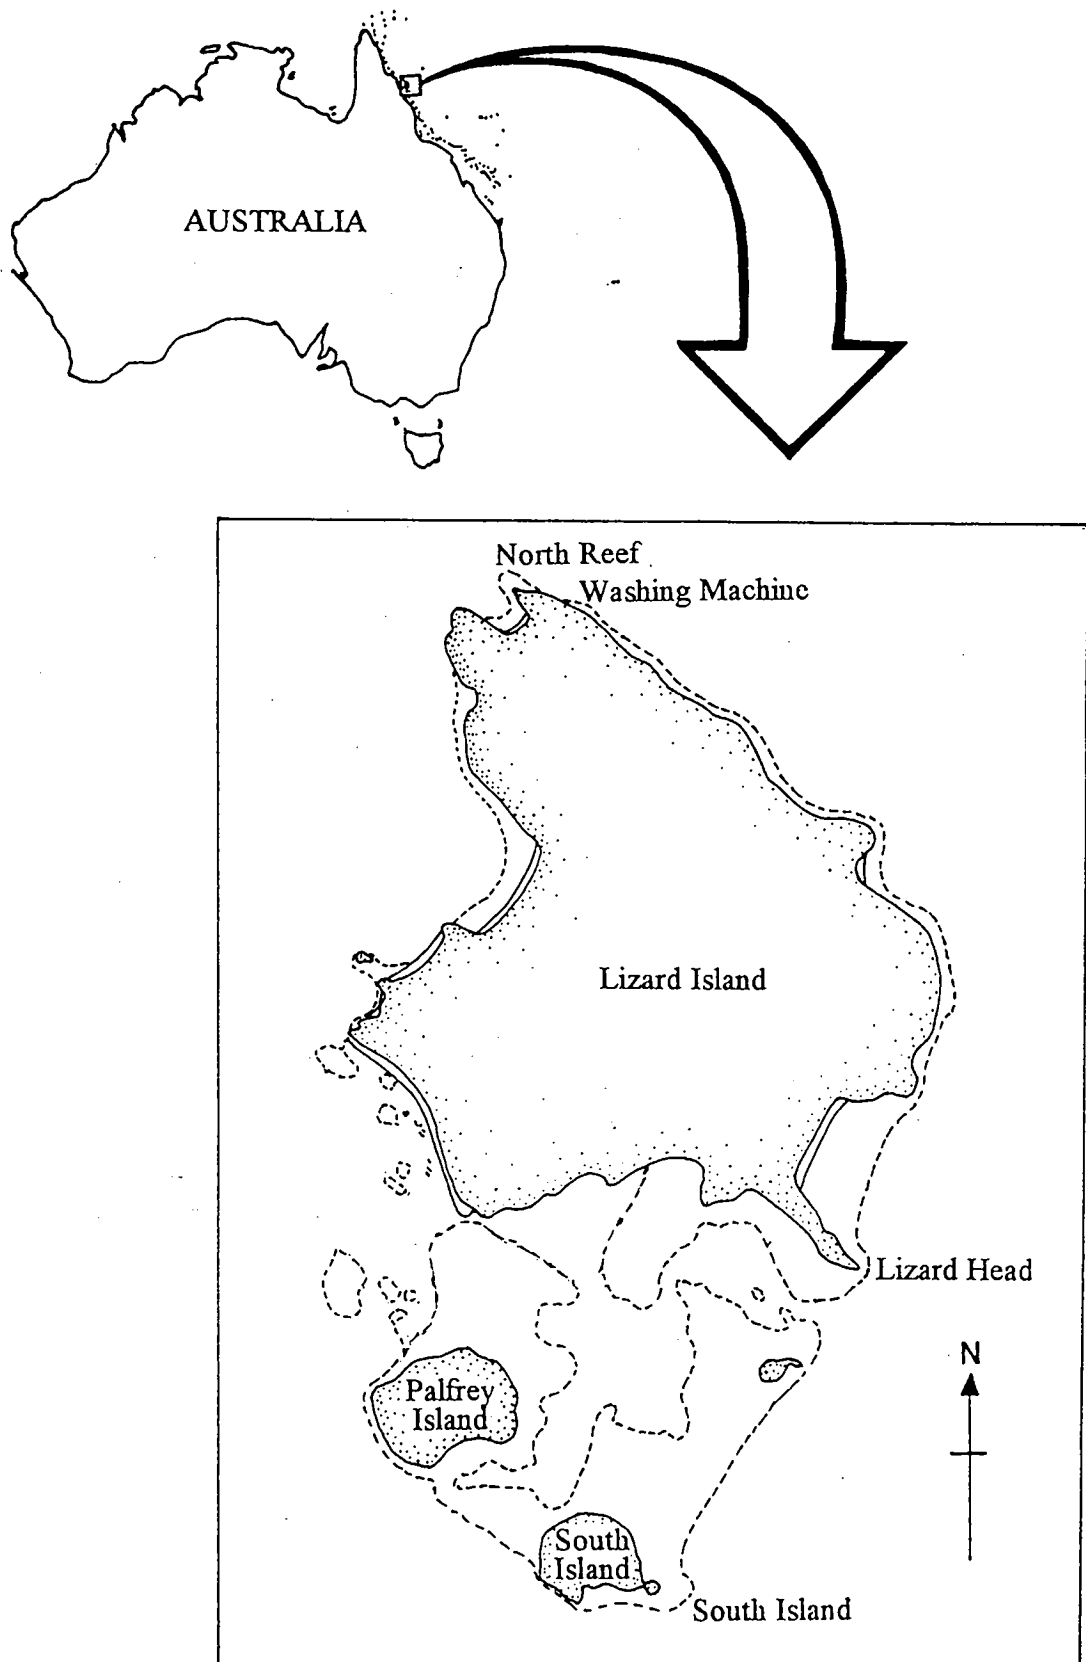 AUSTRALIA
North Reef
Washing Machine
Lizard Island
Lizard Head
N
Palfrey
Island
South
Island
South Island